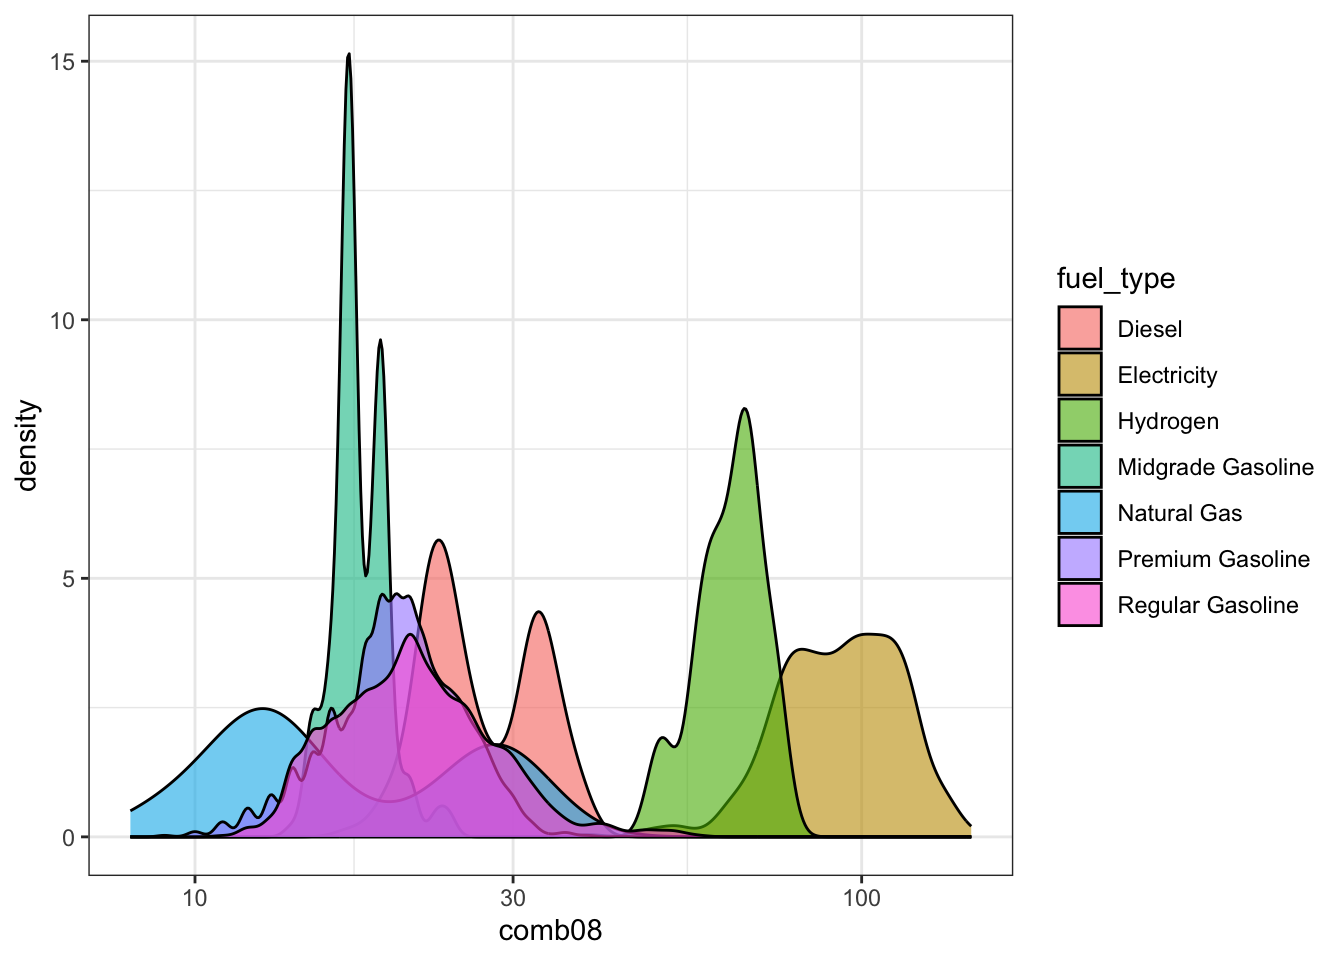 15
10
5
0
density
10
30
100
comb08
fuel_type
Diesel
Electricity
Hydrogen
Midgrade Gasoline
Natural Gas
Premium Gasoline
Regular Gasoline